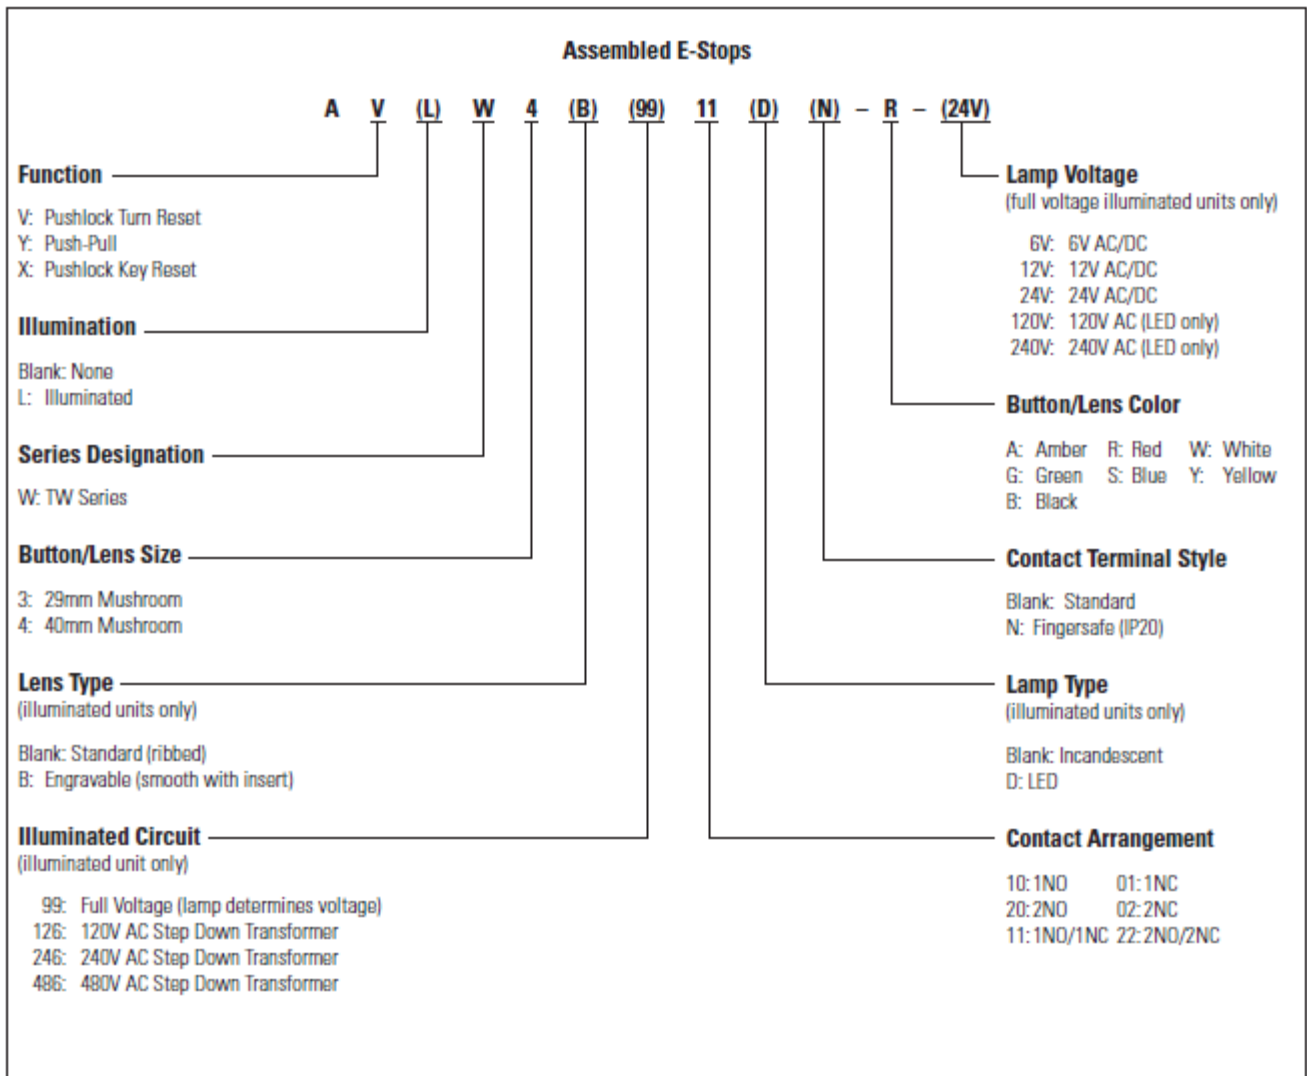 Assembled E-Stops
A V (L) W 4 (B) (99) 11 (D) (N) – R – (24V)
Function
V: Pushlock Turn Reset
Y: Push-Pull
X: Pushlock Key Reset
Illumination
Blank: None
L: Illuminated
Series Designation
W: TW Series
Button/Lens Size
3: 29mm Mushroom
4: 40mm Mushroom
Lens Type
(illuminated units only)
Blank: Standard (ribbed)
B: Engravable (smooth with insert)
Illuminated Circuit
(illuminated unit only)
99: Full Voltage (lamp determines voltage)
126: 120V AC Step Down Transformer
246: 240V AC Step Down Transformer
486: 480V AC Step Down Transformer
Lamp Voltage
(full voltage illuminated units only)
6V: 6V AC/DC
12V: 12V AC/DC
24V: 24V AC/DC
120V: 120V AC (LED only)
240V: 240V AC (LED only)
Button/Lens Color
A: Amber R: Red W: White
G: Green S: Blue Y: Yellow
B: Black
Contact Terminal Style
Blank: Standard
N: Fingersafe (IP20)
Lamp Type
(illuminated units only)
Blank: Incandescent
D: LED
Contact Arrangement
10: 1NO 01: 1NC
20: 2NO 02: 2NC
11: 1NO/1NC 22: 2NO/2NC